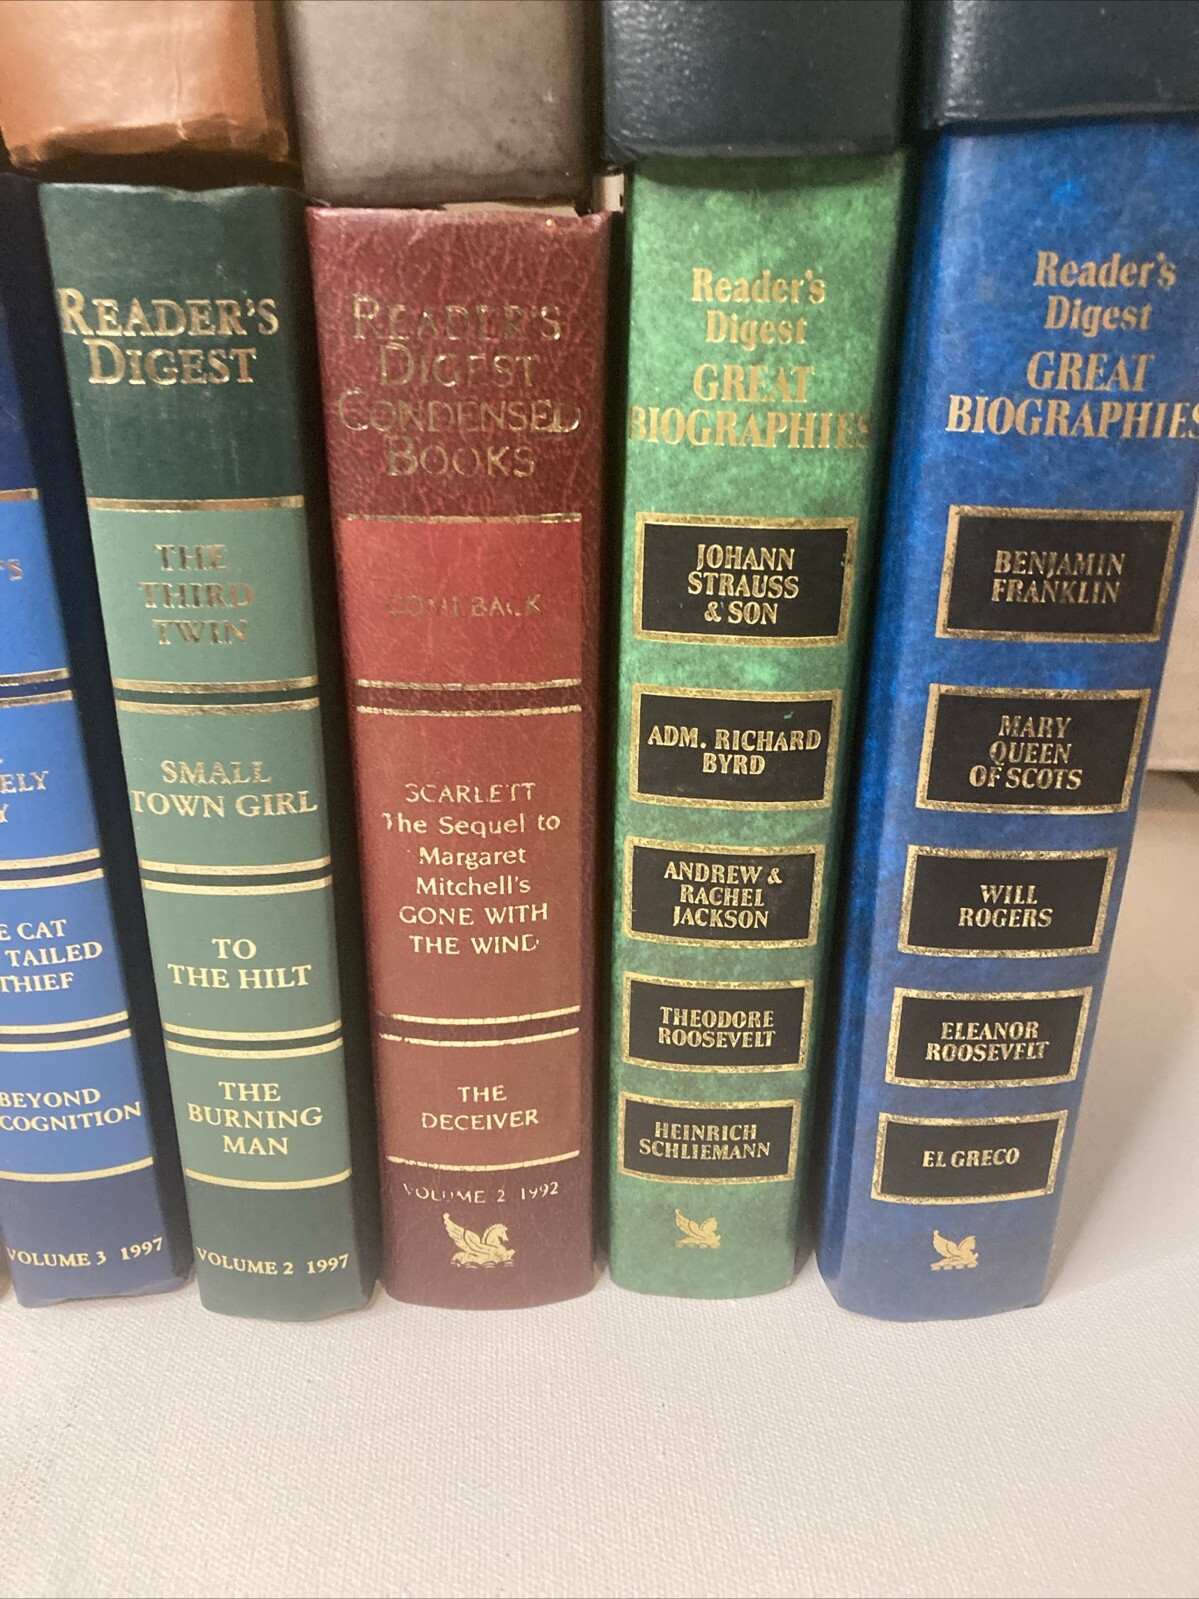 'S
ELY
Y
E CAT
TAILED
THIEF
BEYOND
COGNITION
VOLUME 3 1997
READER'S
DIGEST
THE
THIRD
TWIN
SMALL
TOWN GIRL
TO
THE HILT
THE
BURNING
MAN
VOLUME 2 1997
READER'S
DIGEST
CONDENSED
BOOKS
COMEBACK
SCARLETT
The Sequel to
Margaret
Mitchell's
GONE WITH
THE WIND
THE
DECEIVER
VOLUME 2 1992
Reader's
Digest
GREAT
BIOGRAPHIES
JOHANN
STRAUSS
& SON
ADM. RICHARD
BYRD
ANDREW &
RACHEL
JACKSON
THEODORE
ROOSEVELT
HEINRICH
SCHLIEMANN
Reader's
Digest
GREAT
BIOGRAPHIES
BENJAMIN
FRANKLIN
MARY
QUEEN
OF SCOTS
WILL
ROGERS
ELEANOR
ROOSEVELT
EL GRECO